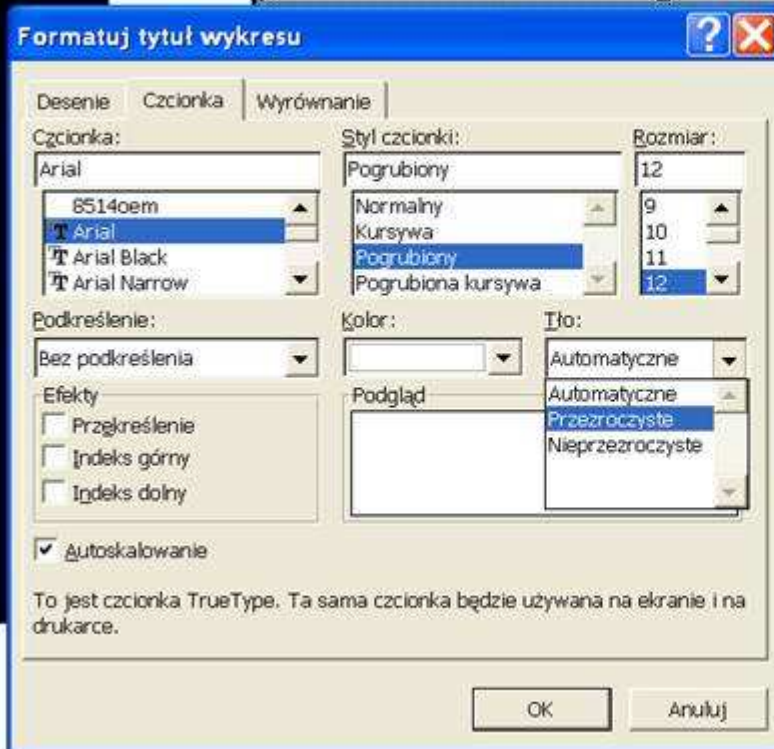 Formatuj tytuł wykresu
Desenie Czcionka Wyrównanie
Czcionka: Styl czcionki: Rozmiar:
Arial Pogrubiony 12
8514oem Normalny 9
Arial Kursywa 10
Arial Black Pogrubiony 11
Arial Narrow Pogrubiona kursywa 12
Podkreślenie: Kolor: Tło:
Bez podkreślenia Automatyczne
Efekty Podgląd Automatyczne
Przekreślenie Przezroczyste
Indeks górny Nieprzezroczyste
Indeks dolny
Autoskalowanie
To jest czcionka TrueType. Ta sama czcionka będzie używana na ekranie i na
drukarce.
OK Anuluj